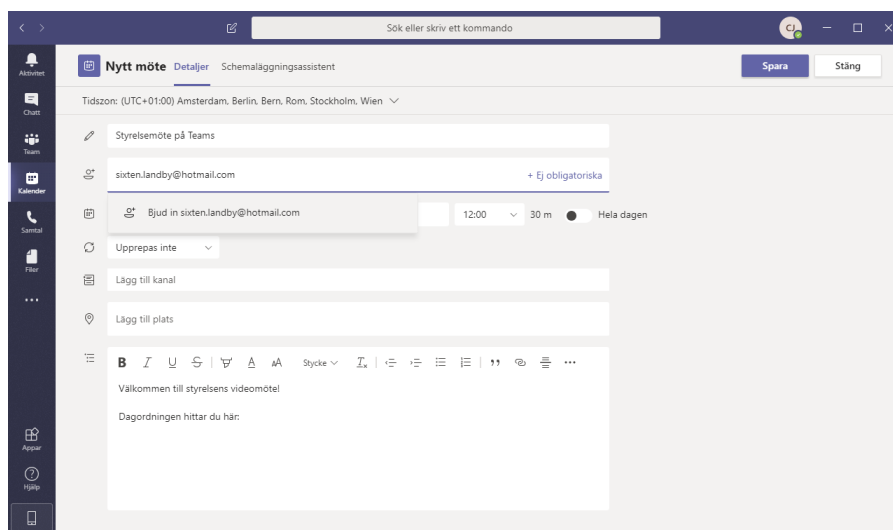 Sök eller skriv ett kommando
CJ
Aktivitet
Chatt
Team
Kalender
Samtal
Filer
Appar
Hjälp
Nytt möte Detaljer Schemaläggningsassistent
Spara Stäng
Tidszon: (UTC+01:00) Amsterdam, Berlin, Bern, Rom, Stockholm, Wien
Styrelsemöte på Teams
sixten.landby@hotmail.com + Ej obligatoriska
Bjud in sixten.landby@hotmail.com
12:00 30 m Hela dagen
Upprepas inte
Lägg till kanal
Lägg till plats
B I U S A AA Stycke Tx
Välkommen till styrelsens videomöte!
Dagordningen hittar du här: